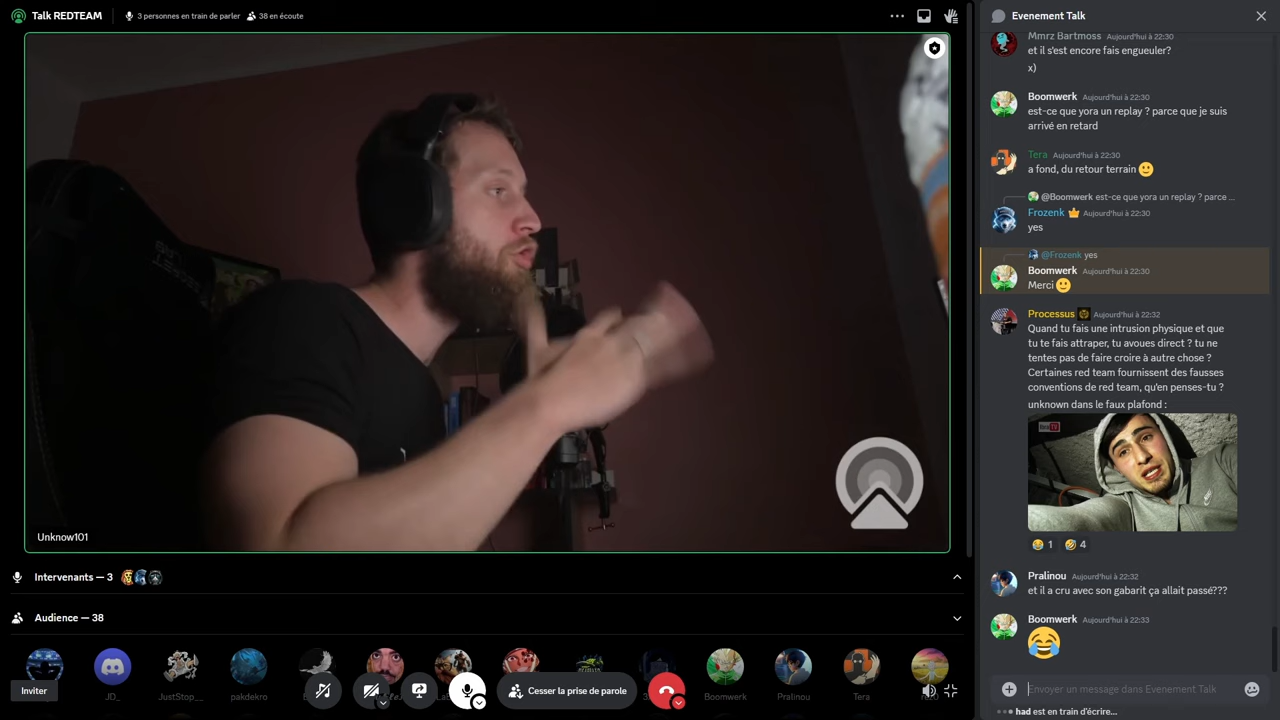 Talk REDTEAM
3 personnes en train de parler
38 en écoute
Unknow101
Intervenants — 3
Audience — 38
JD_
JustStop_
pakdekro
Boomwerk
Pralinou
Tera
Inviter
Cesser la prise de parole
Evenement Talk
Mmrz Bartmoss Aujourd'hui à 22:30
et il s'est encore fais engueuler?
x)
Boomwerk Aujourd'hui à 22:30
est-ce que yora un replay ? parce que je suis
arrivé en retard
Tera Aujourd'hui à 22:30
a fond, du retour terrain
@Boomwerk est-ce que yora un replay ? parce ...
Frozenk Aujourd'hui à 22:30
yes
@Frozenk yes
Boomwerk Aujourd'hui à 22:30
Merci
Processus Aujourd'hui à 22:32
Quand tu fais une intrusion physique et que
tu te fais attraper, tu avoues direct ? tu ne
tentes pas de faire croire à autre chose ?
Certaines red team fournissent des fausses
conventions de red team, qu'en penses-tu ?
unknown dans le faux plafond :
1
4
Pralinou Aujourd'hui à 22:32
et il a cru avec son gabarit ça allait passé???
Boomwerk Aujourd'hui à 22:33
Envoyer un message dans Evenement Talk
had est en train d'écrire...